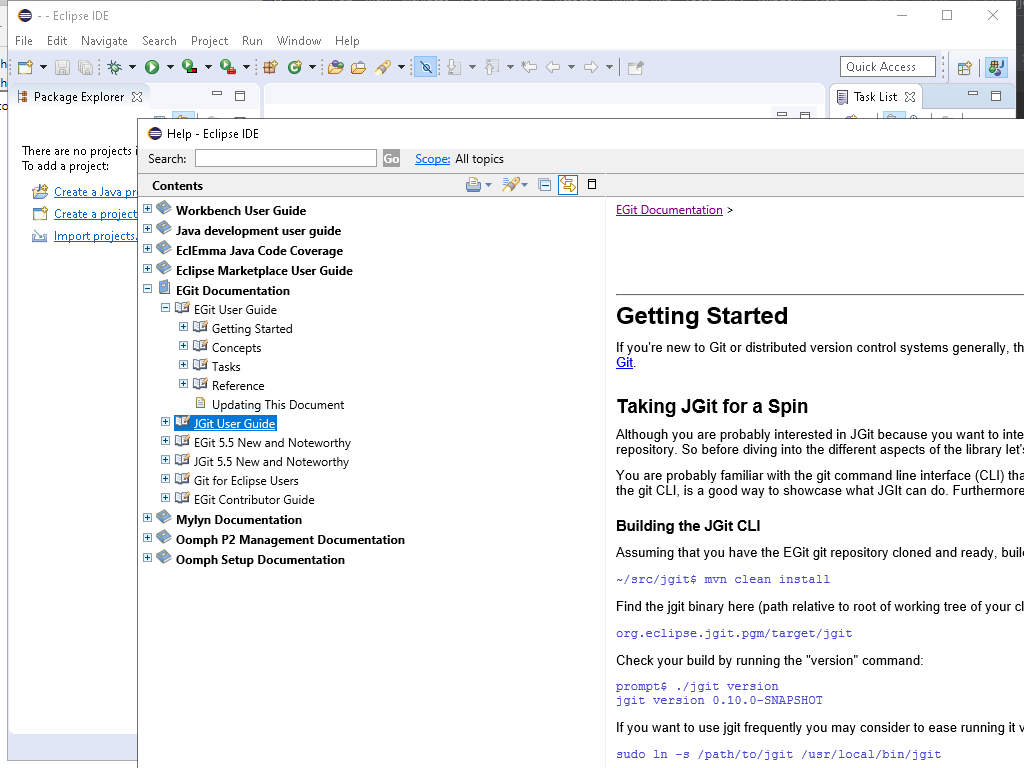 - - Eclipse IDE
File Edit Navigate Search Project Run Window Help
Quick Access
Package Explorer
Task List
There are no projects i
To add a project:
Create a Java pr
Create a project
Import projects.
Help - Eclipse IDE
Search:
Go
Scope: All topics
Contents
Workbench User Guide
Java development user guide
EclEmma Java Code Coverage
Eclipse Marketplace User Guide
EGit Documentation
EGit User Guide
Getting Started
Concepts
Tasks
Reference
Updating This Document
JGit User Guide
EGit 5.5 New and Noteworthy
JGit 5.5 New and Noteworthy
Git for Eclipse Users
EGit Contributor Guide
Mylyn Documentation
Oomph P2 Management Documentation
Oomph Setup Documentation
EGit Documentation >
Getting Started
If you're new to Git or distributed version control systems generally, th
Git.
Taking JGit for a Spin
Although you are probably interested in JGit because you want to inte
repository. So before diving into the different aspects of the library let's
You are probably familiar with the git command line interface (CLI) tha
the git CLI, is a good way to showcase what JGIt can do. Furthermore
Building the JGit CLI
Assuming that you have the EGit git repository cloned and ready, buil
~/src/jgit$ mvn clean install
Find the jgit binary here (path relative to root of working tree of your cl
org.eclipse.jgit.pgm/target/jgit
Check your build by running the "version" command:
prompt$ ./jgit version
jgit version 0.10.0-SNAPSHOT
If you want to use jgit frequently you may consider to ease running it v
sudo ln -s /path/to/jgit /usr/local/bin/jgit